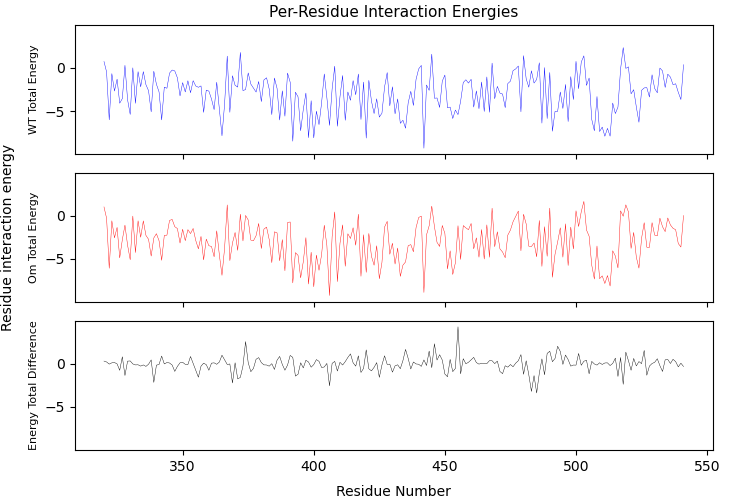 Per-Residue Interaction Energies
Residue interaction energy
WT Total Energy
0
−5
Om Total Energy
0
−5
Energy Total Difference
0
−5
350 400 450 500 550
Residue Number